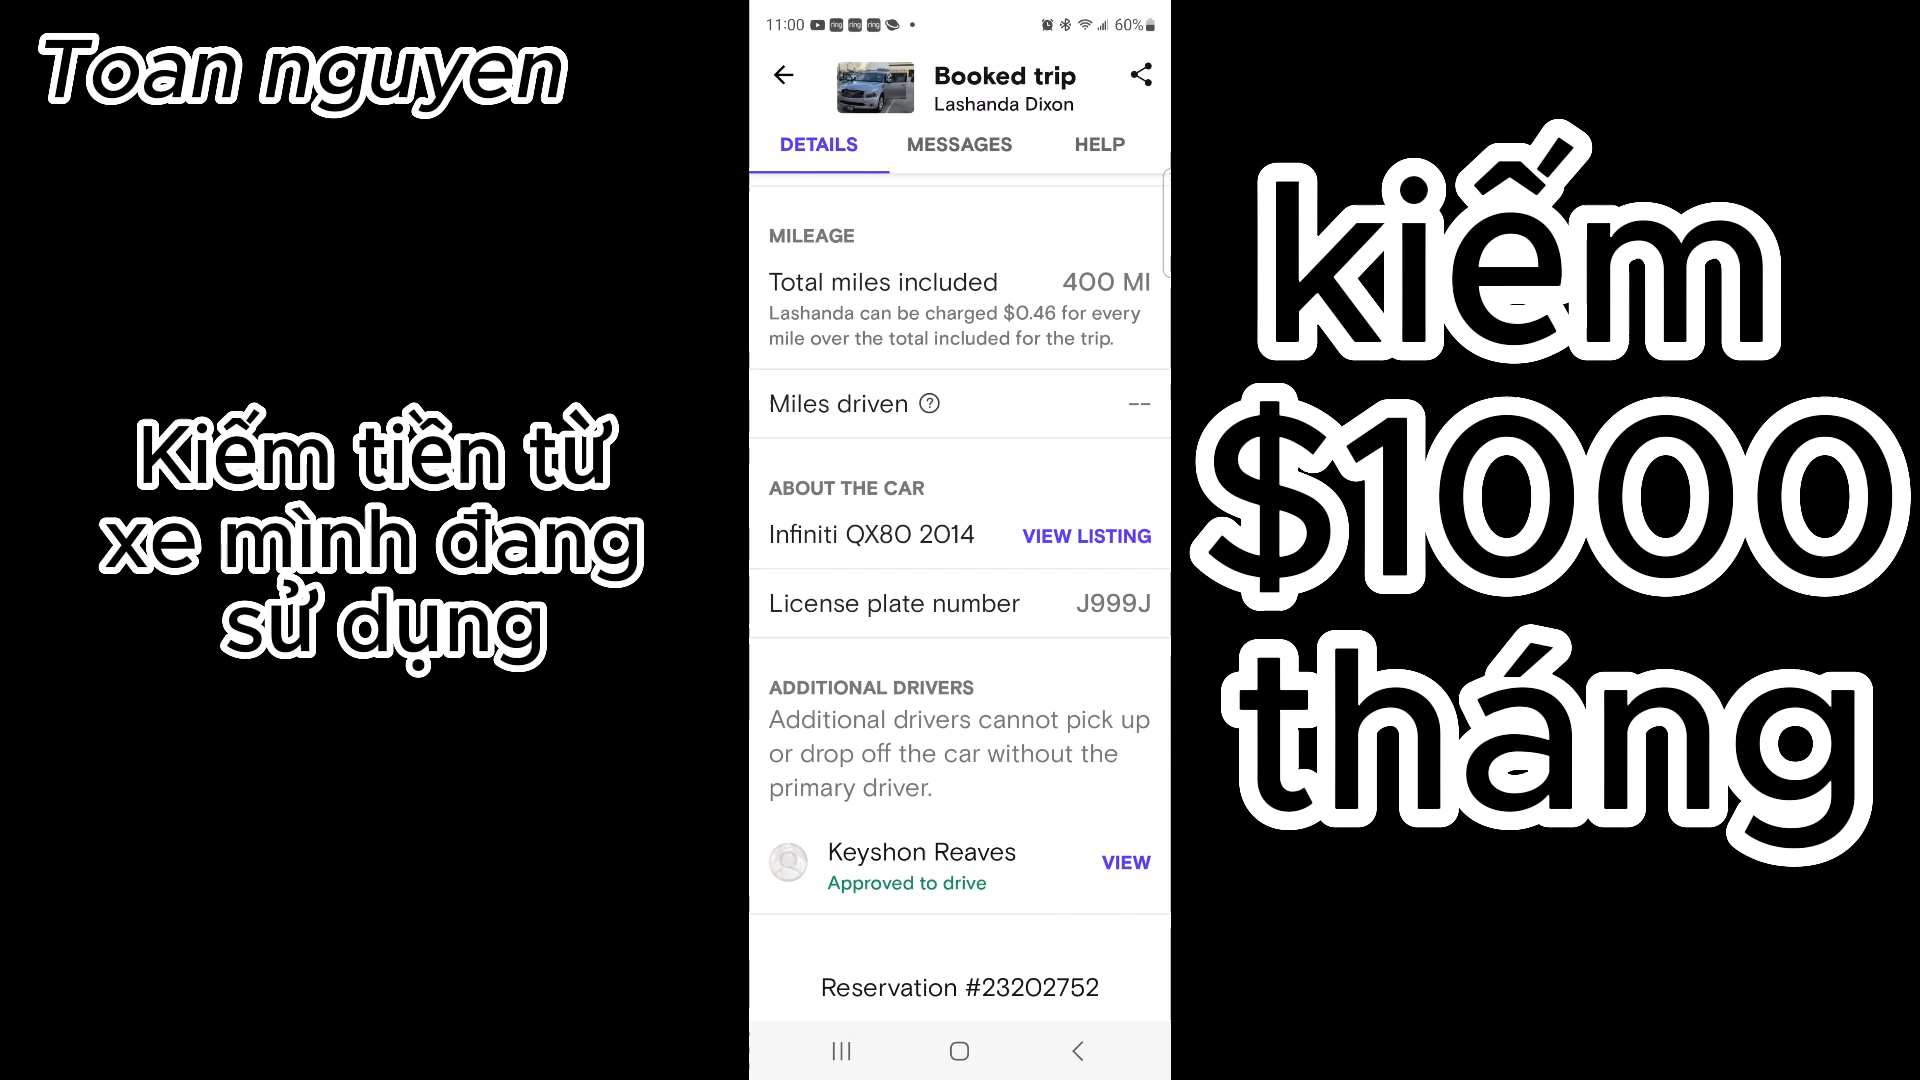 Toan nguyen
Kiếm tiền từ
xe mình đang
sử dụng
11:00
60%
Booked trip
Lashanda Dixon
DETAILS MESSAGES HELP
MILEAGE
Total miles included 400 MI
Lashanda can be charged $0.46 for every
mile over the total included for the trip.
Miles driven ? --
ABOUT THE CAR
Infiniti QX80 2014 VIEW LISTING
License plate number J999J
ADDITIONAL DRIVERS
Additional drivers cannot pick up
or drop off the car without the
primary driver.
Keyshon Reaves VIEW
Approved to drive
Reservation #23202752
kiếm
$1000
tháng